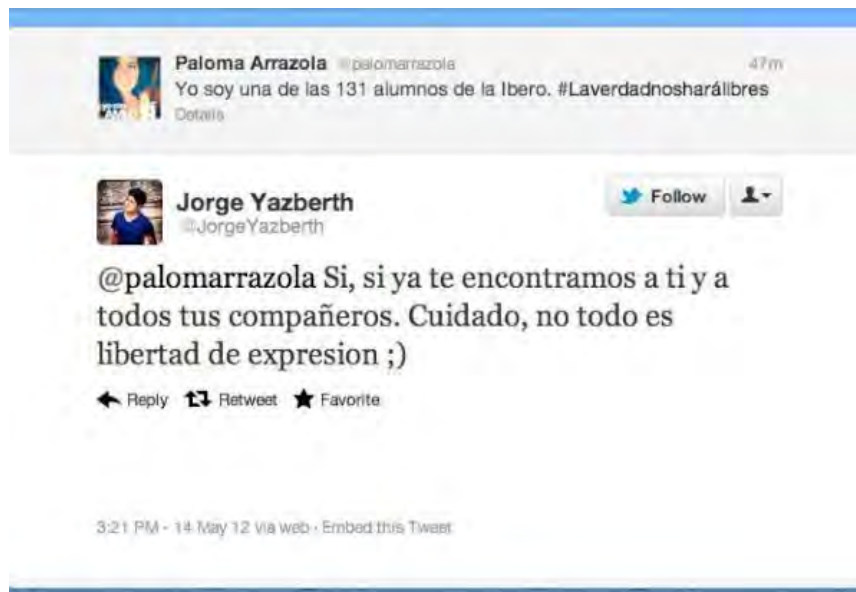 Paloma Arrazola @palomarrazola 47m
Yo soy una de las 131 alumnos de la Ibero. #Laverdadnosharálibres
Details
Jorge Yazberth Follow
@JorgeYazberth
@palomarrazola Si, si ya te encontramos a ti y a
todos tus compañeros. Cuidado, no todo es
libertad de expresion ;)
Reply Retweet Favorite
3:21 PM - 14 May 12 via web · Embed this Tweet